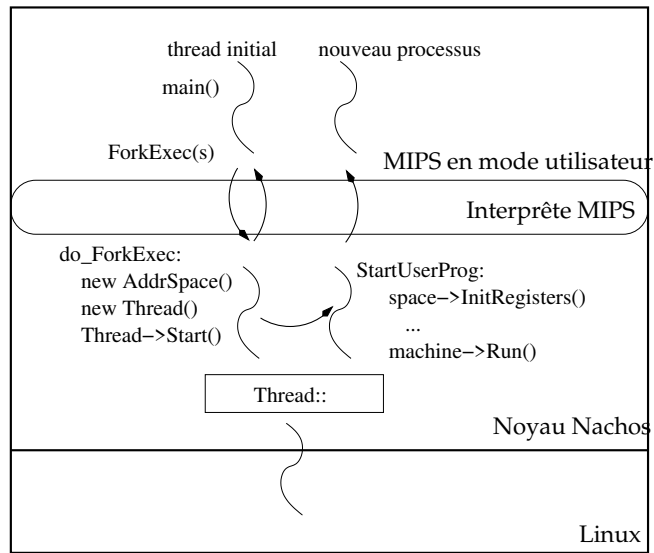 thread initial
nouveau processus
main()
ForkExec(s)
MIPS en mode utilisateur
Interprête MIPS
do_ForkExec:
new AddrSpace()
new Thread()
Thread−>Start()
StartUserProg:
space−>InitRegisters()
...
machine−>Run()
Thread::
Noyau Nachos
Linux